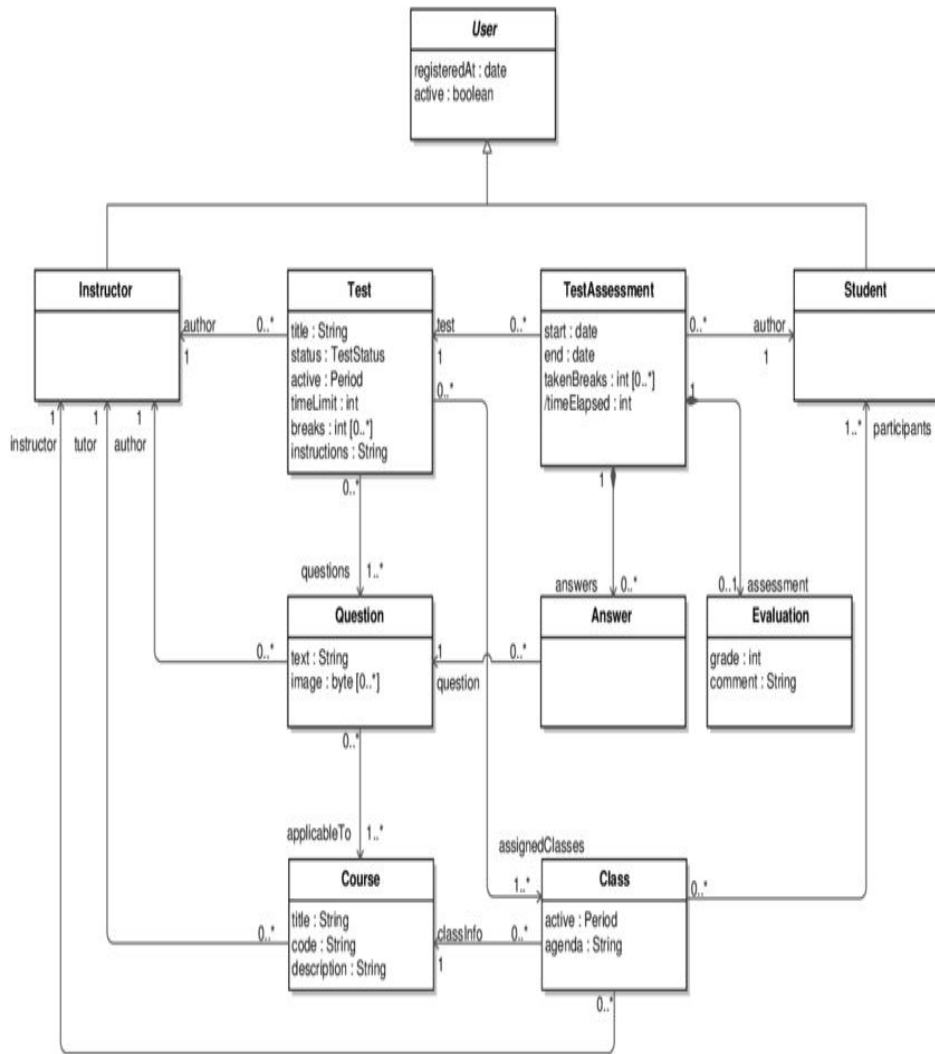 User
registeredAt : date
active : boolean
Instructor
Test
title : String
status : TestStatus
active : Period
timeLimit : int
breaks : int [0..*]
instructions : String
TestAssessment
start : date
end : date
takenBreaks : int [0..*]
/timeElapsed : int
Student
author
0..*
1
test
0..*
1
0..*
author
1
0..*
1
1
1
1
1
instructor
tutor
author
1..*
participants
0..*
questions
1..*
answers
0..*
0..1
assessment
Question
text : String
image : byte [0..*]
Answer
Evaluation
grade : int
comment : String
0..*
1
question
0..*
0..*
applicableTo
1..*
assignedClasses
1..*
Course
title : String
code : String
description : String
Class
active : Period
agenda : String
0..*
0..*
classInfo
0..*
1
0..*